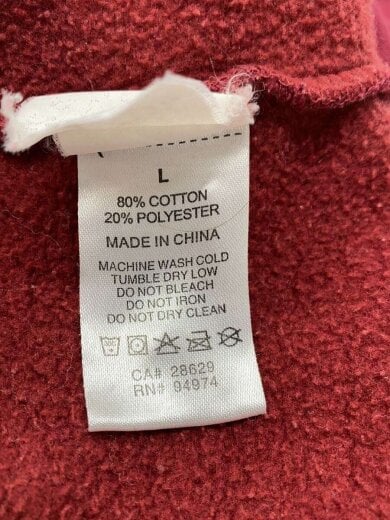 L
80% COTTON
20% POLYESTER
MADE IN CHINA
MACHINE WASH COLD
TUMBLE DRY LOW
DO NOT BLEACH
DO NOT IRON
DO NOT DRY CLEAN
CA# 28629
RN# 94974